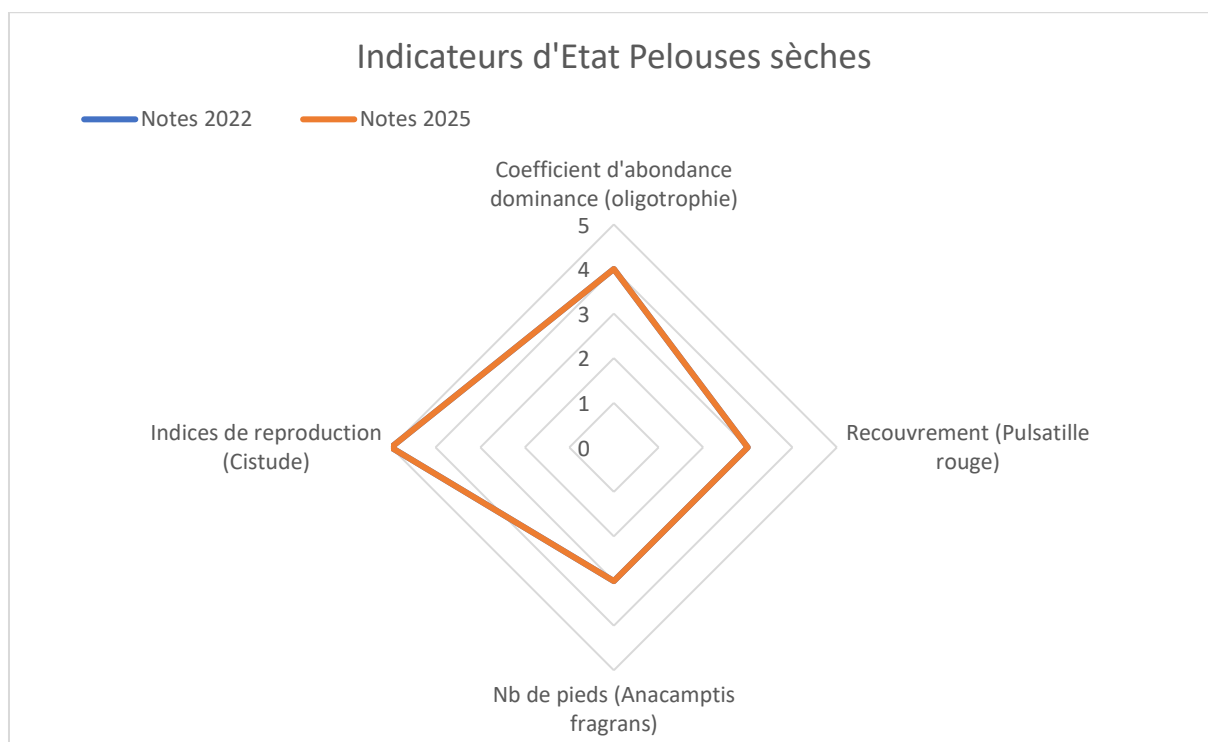 Indicateurs d'Etat Pelouses sèches
Notes 2022
Notes 2025
Coefficient d'abondance
dominance (oligotrophie)
5
4
3
2
1
0
Indices de reproduction
(Cistude)
Recouvrement (Pulsatille
rouge)
Nb de pieds (Anacamptis
fragrans)